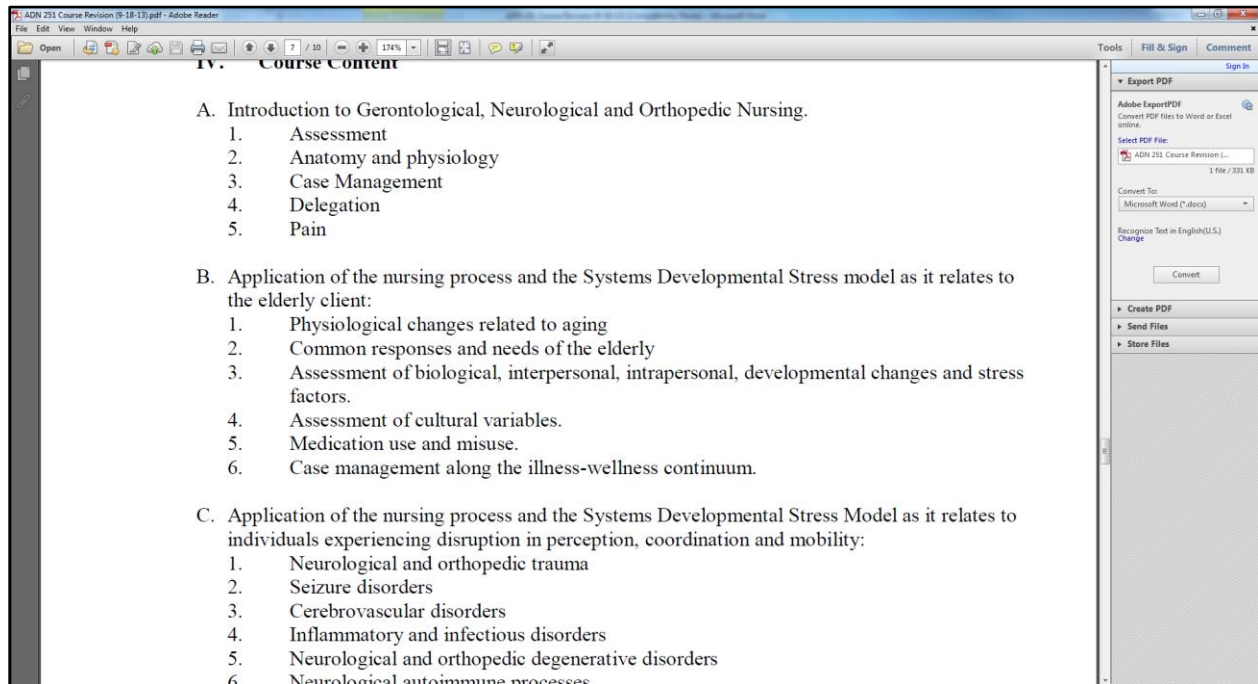 ADN 251 Course Revision (9-18-13).pdf - Adobe Reader
File Edit View Window Help
Open 7 / 10 174% Tools Fill & Sign Comment
IV. Course Content
A. Introduction to Gerontological, Neurological and Orthopedic Nursing.
1. Assessment
2. Anatomy and physiology
3. Case Management
4. Delegation
5. Pain
B. Application of the nursing process and the Systems Developmental Stress model as it relates to
the elderly client:
1. Physiological changes related to aging
2. Common responses and needs of the elderly
3. Assessment of biological, interpersonal, intrapersonal, developmental changes and stress
factors.
4. Assessment of cultural variables.
5. Medication use and misuse.
6. Case management along the illness-wellness continuum.
C. Application of the nursing process and the Systems Developmental Stress Model as it relates to
individuals experiencing disruption in perception, coordination and mobility:
1. Neurological and orthopedic trauma
2. Seizure disorders
3. Cerebrovascular disorders
4. Inflammatory and infectious disorders
5. Neurological and orthopedic degenerative disorders
6. Neurological autoimmune processes
Sign In
Export PDF
Adobe ExportPDF
Convert PDF files to Word or Excel
online.
Select PDF File:
ADN 251 Course Revision (...
1 file / 331 KB
Convert To:
Microsoft Word (*.docx)
Recognize Text in English(U.S.)
Change
Convert
Create PDF
Send Files
Store Files